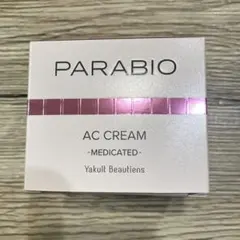 PARABIO
AC CREAM
-MEDICATED-
Yakult Beautiens